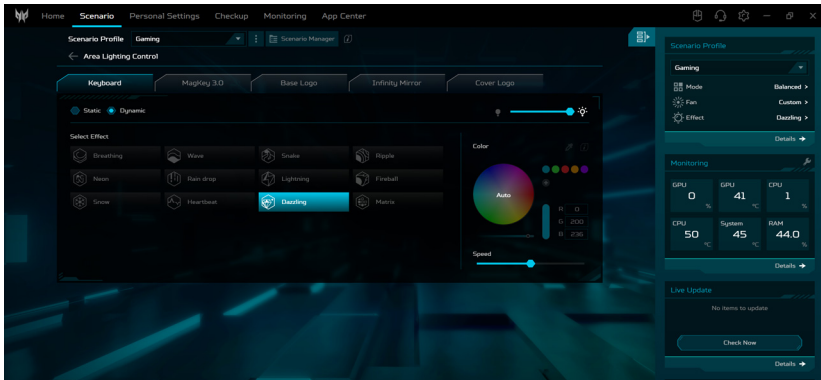 Home Scenario Personal Settings Checkup Monitoring App Center
Scenario Profile Gaming Scenario Manager
Area Lighting Control
Keyboard MagKey 3.0 Base Logo Infinity Mirror Cover Logo
Static Dynamic
Select Effect
Breathing Wave Snake Ripple
Neon Rain drop Lightning Fireball
Snow Heartbeat Dazzling Matrix
Color
Auto
R 0
G 200
B 236
Speed
Scenario Profile
Gaming
Mode Balanced >
Fan Custom >
Effect Dazzling >
Details →
Monitoring
GPU GPU CPU
0 % 41 °C 1 %
CPU System RAM
50 °C 45 °C 44.0 %
Details →
Live Update
No items to update
Check Now
Details →